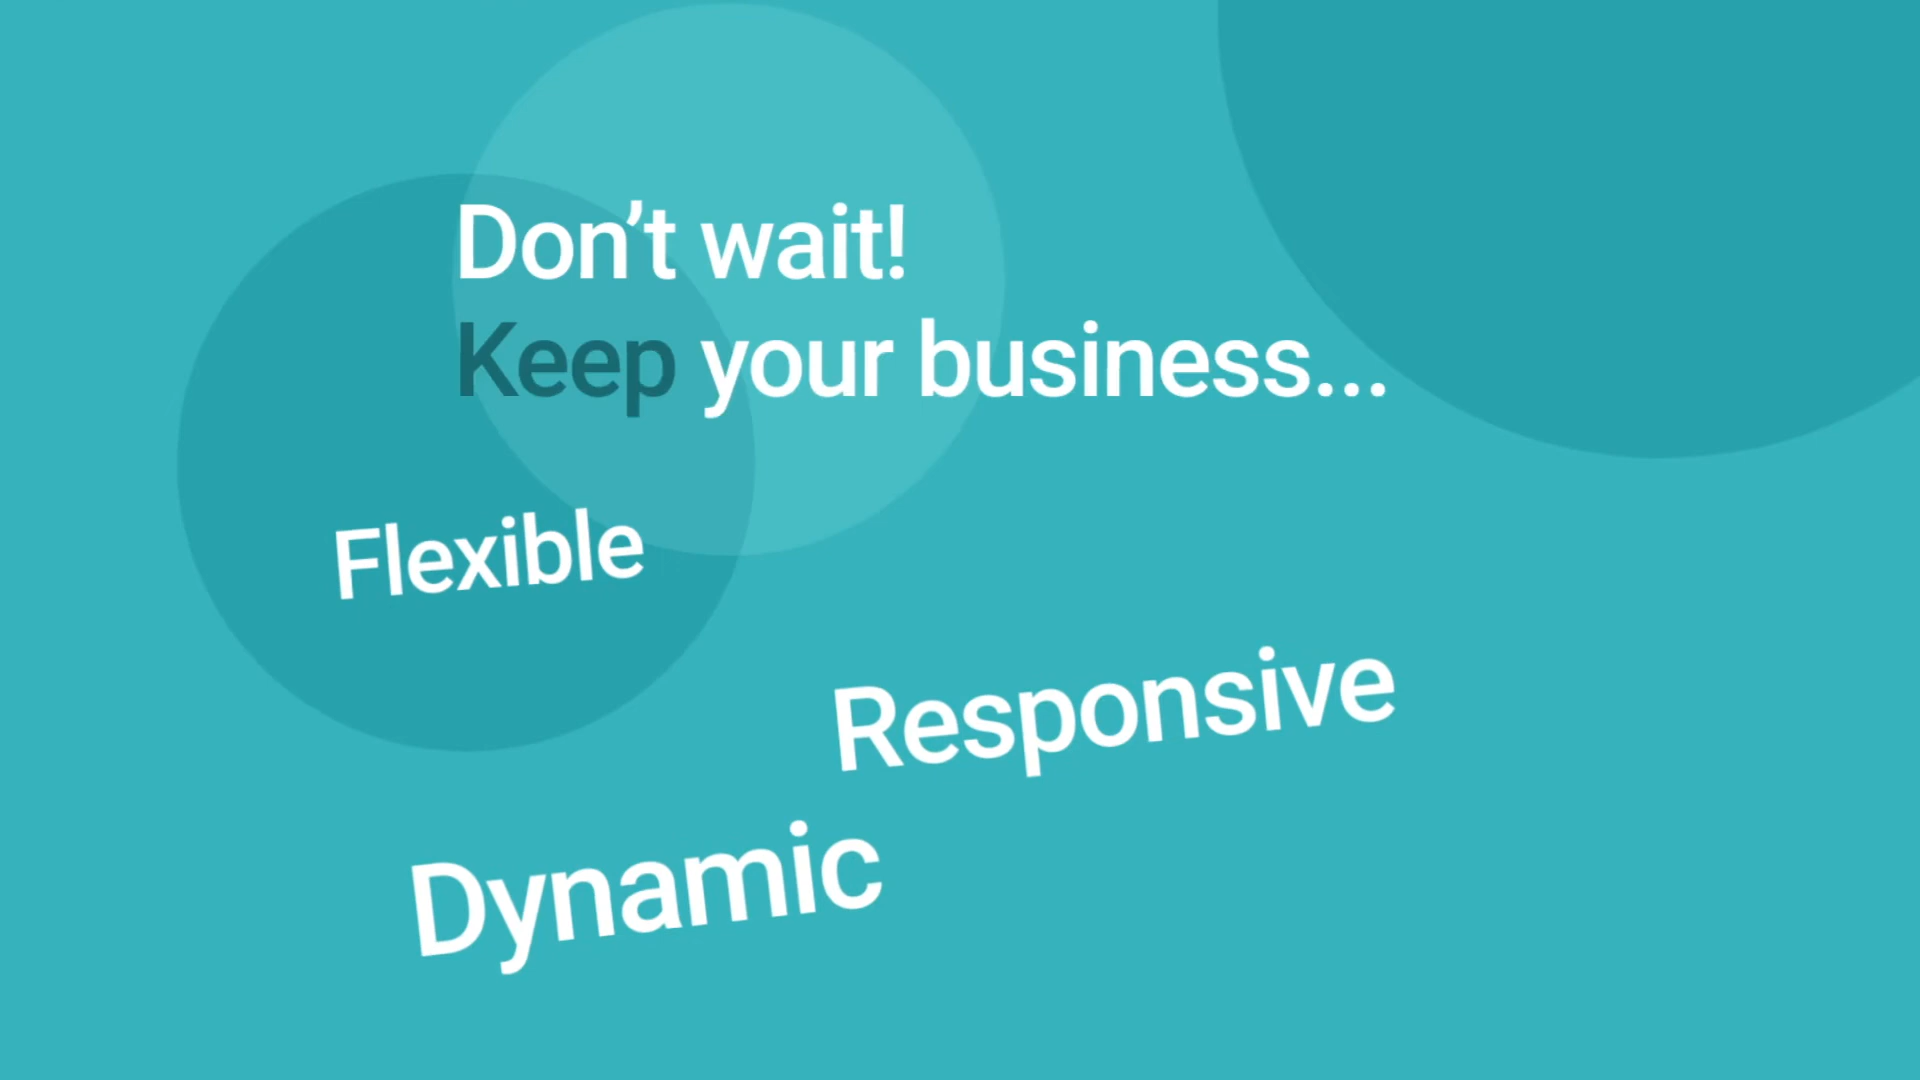 Don’t wait!
Keep your business...
Flexible
Responsive
Dynamic